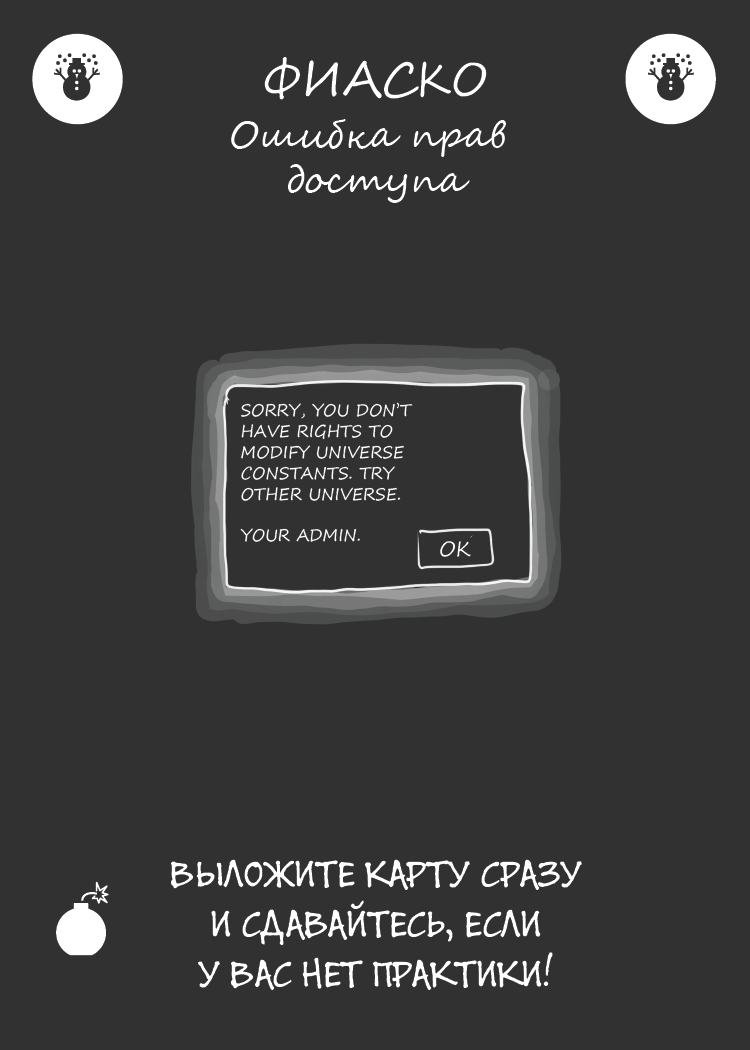 ФИАСКО
Ошибка прав
доступа
SORRY, YOU DON'T
HAVE RIGHTS TO
MODIFY UNIVERSE
CONSTANTS. TRY
OTHER UNIVERSE.
YOUR ADMIN.
OK
ВЫЛОЖИТЕ КАРТУ СРАЗУ
И СДАВАЙТЕСЬ, ЕСЛИ
У ВАС НЕТ ПРАКТИКИ!